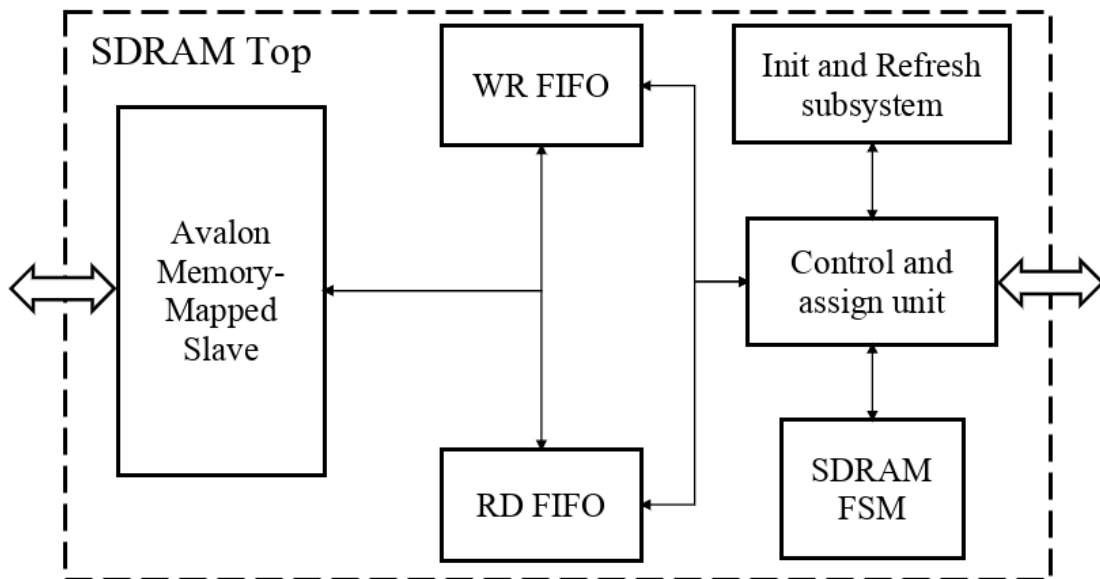 SDRAM Top
WR FIFO
Init and Refresh
subsystem
Avalon
Memory-
Mapped
Slave
Control and
assign unit
RD FIFO
SDRAM
FSM